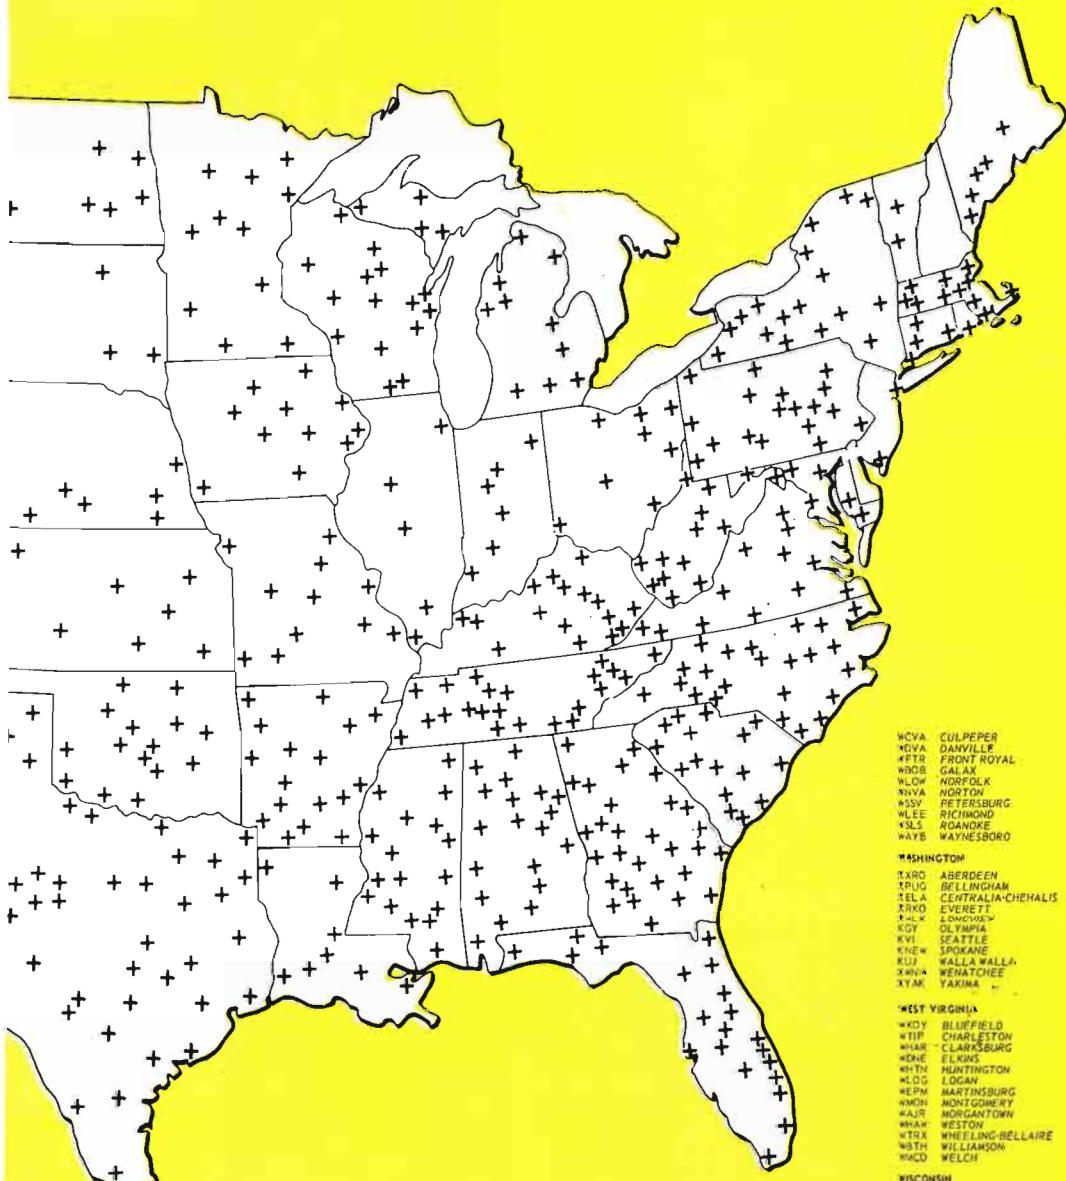 WCVA CULPEPER
WDVA DANVILLE
WFTR FRONT ROYAL
WBOB GALAX
WLOW NORFOLK
WNVA NORTON
WSSV PETERSBURG
WLEE RICHMOND
WSLS ROANOKE
WAYB WAYNESBORO
WASHINGTON
KXRO ABERDEEN
KPUG BELLINGHAM
KELA CENTRALIA-CHEHALIS
KRKO EVERETT
LONGVIEW
KGY OLYMPIA
KVI SEATTLE
KNEW SPOKANE
KUJ WALLA WALLA
WENATCHEE
KYAK YAKIMA
WEST VIRGINIA
WKOY BLUEFIELD
WTIP CHARLESTON
WHAR CLARKSBURG
WDNE ELKINS
WHTN HUNTINGTON
WLOG LOGAN
WEPM MARTINSBURG
WMON MONTGOMERY
WAJR MORGANTOWN
WHAW WESTON
WTRX WHEELING-BELLAIRE
WBTH WILLIAMSON
WMCD WELCH
WISCONSIN